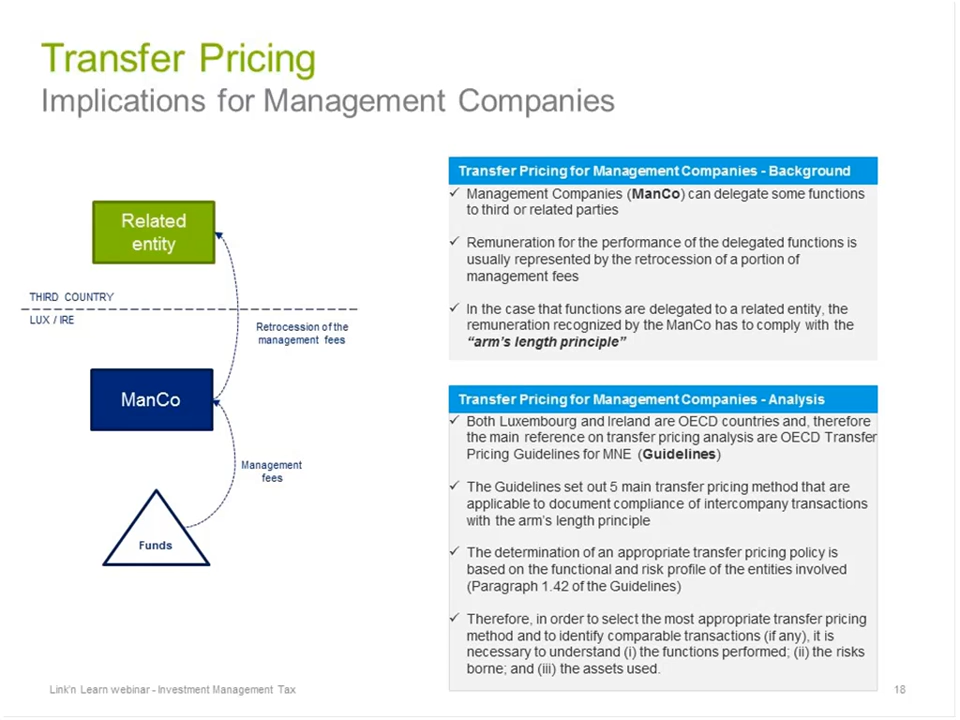 Transfer Pricing
Implications for Management Companies
Related
entity
THIRD COUNTRY
LUX / IRE
Retrocession of the
management fees
ManCo
Management
fees
Funds
Transfer Pricing for Management Companies - Background
✓ Management Companies (ManCo) can delegate some functions
to third or related parties
✓ Remuneration for the performance of the delegated functions is
usually represented by the retrocession of a portion of
management fees
✓ In the case that functions are delegated to a related entity, the
remuneration recognized by the ManCo has to comply with the
“arm’s length principle”
Transfer Pricing for Management Companies - Analysis
✓ Both Luxembourg and Ireland are OECD countries and, therefore
the main reference on transfer pricing analysis are OECD Transfer
Pricing Guidelines for MNE (Guidelines)
✓ The Guidelines set out 5 main transfer pricing method that are
applicable to document compliance of intercompany transactions
with the arm’s length principle
✓ The determination of an appropriate transfer pricing policy is
based on the functional and risk profile of the entities involved
(Paragraph 1.42 of the Guidelines)
✓ Therefore, in order to select the most appropriate transfer pricing
method and to identify comparable transactions (if any), it is
necessary to understand (i) the functions performed; (ii) the risks
borne; and (iii) the assets used.
Link’n Learn webinar - Investment Management Tax
18